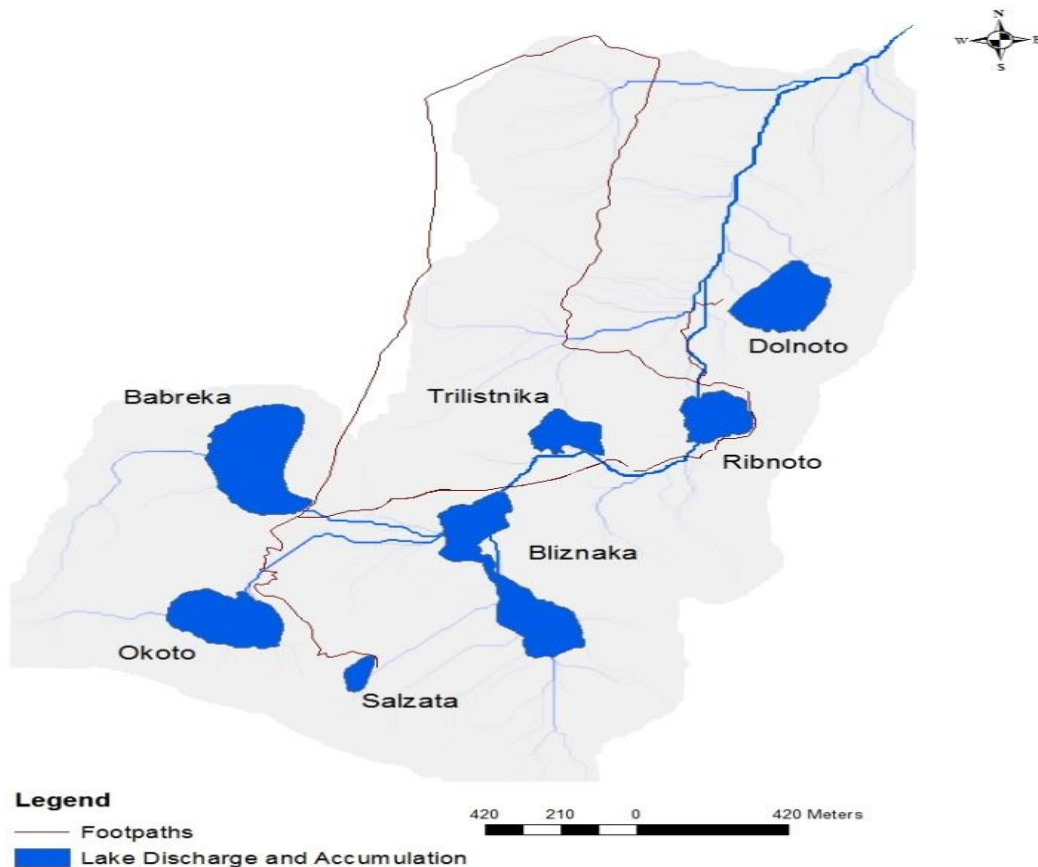 N
W E
S
Dolnoto
Babreka
Trilistnika
Ribnoto
Bliznaka
Okoto
Salzata
Legend
Footpaths
Lake Discharge and Accumulation
420 210 0 420 Meters